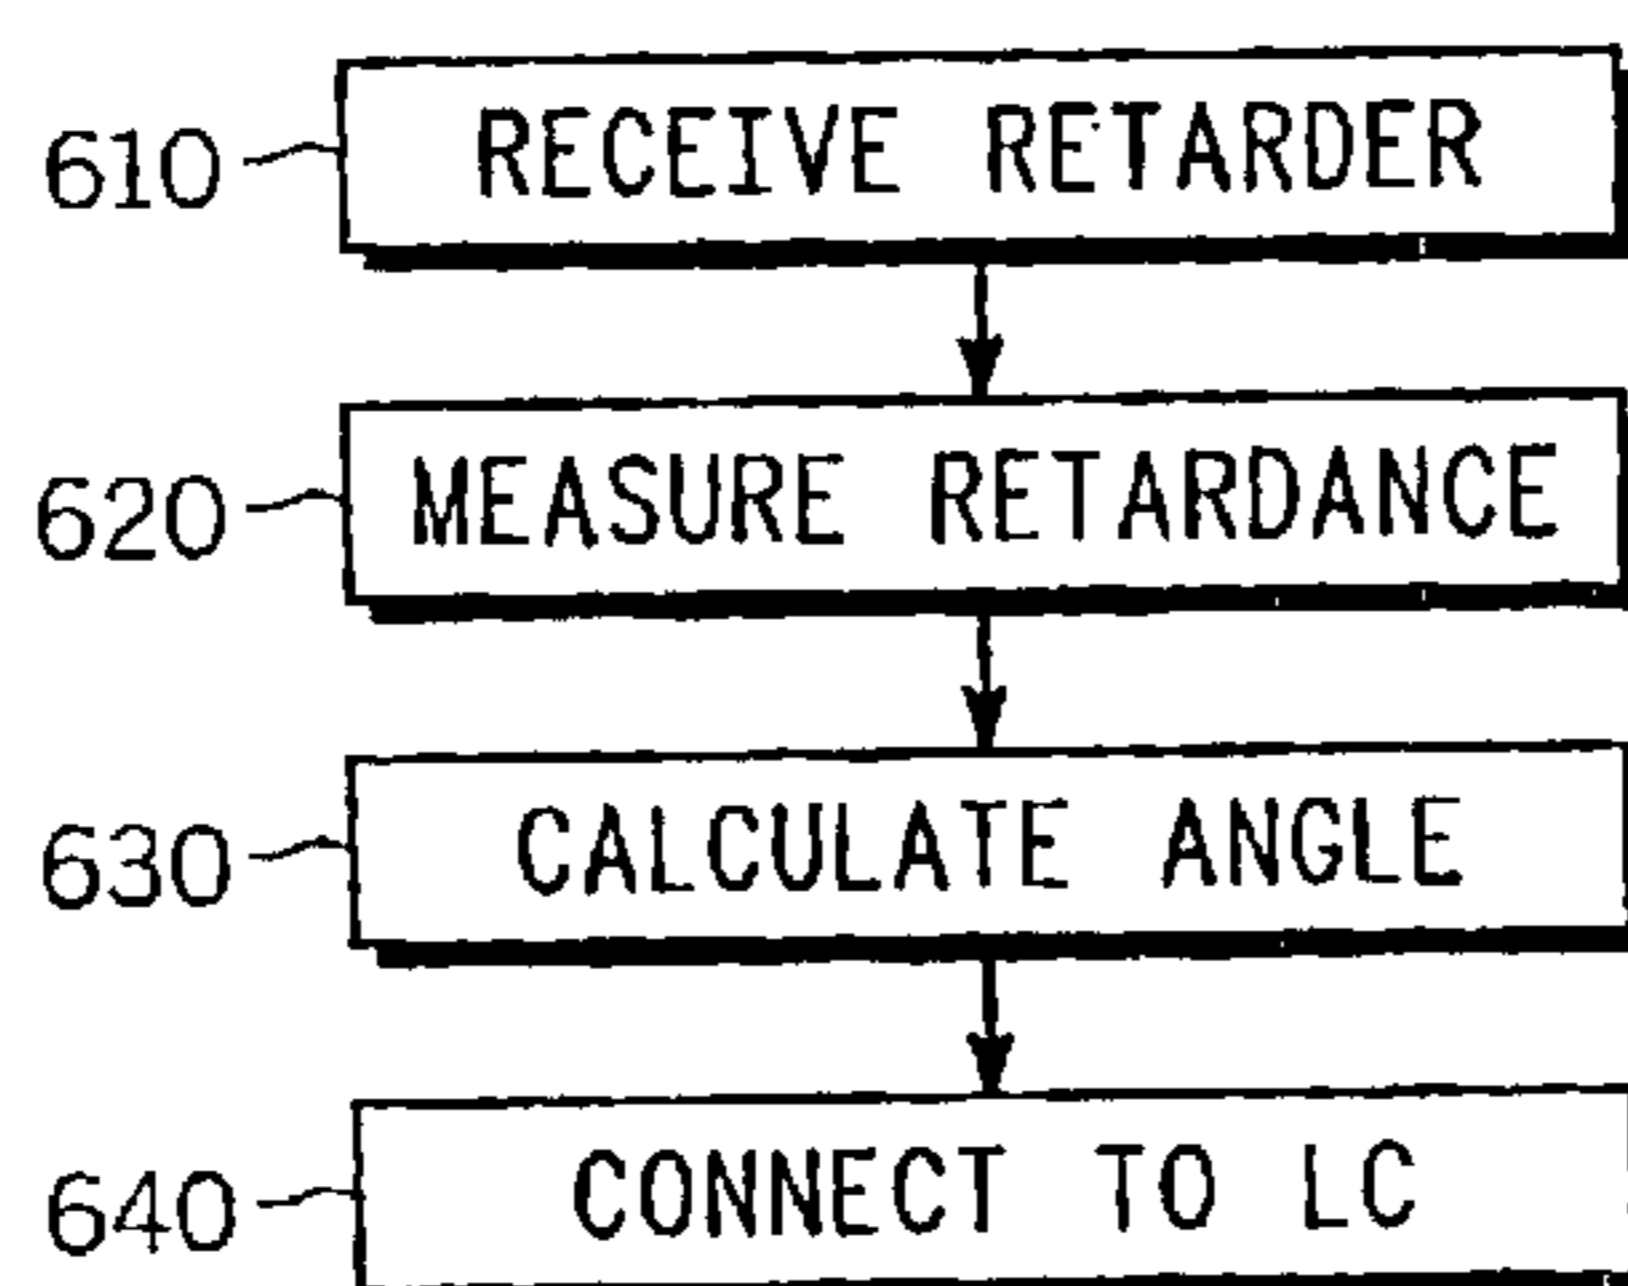 610 RECEIVE RETARDER
620 MEASURE RETARDANCE
630 CALCULATE ANGLE
640 CONNECT TO LC